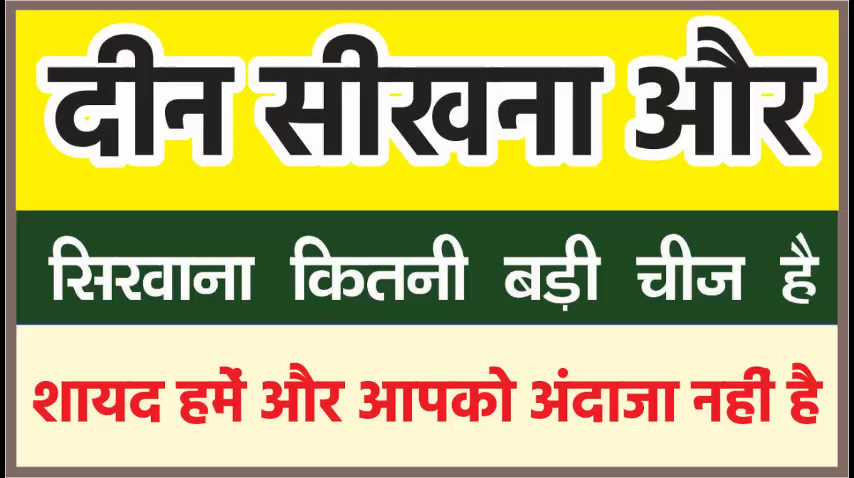 दीन सीखना और
सिखाना कितनी बड़ी चीज है
शायद हमें और आपको अंदाजा नहीं है